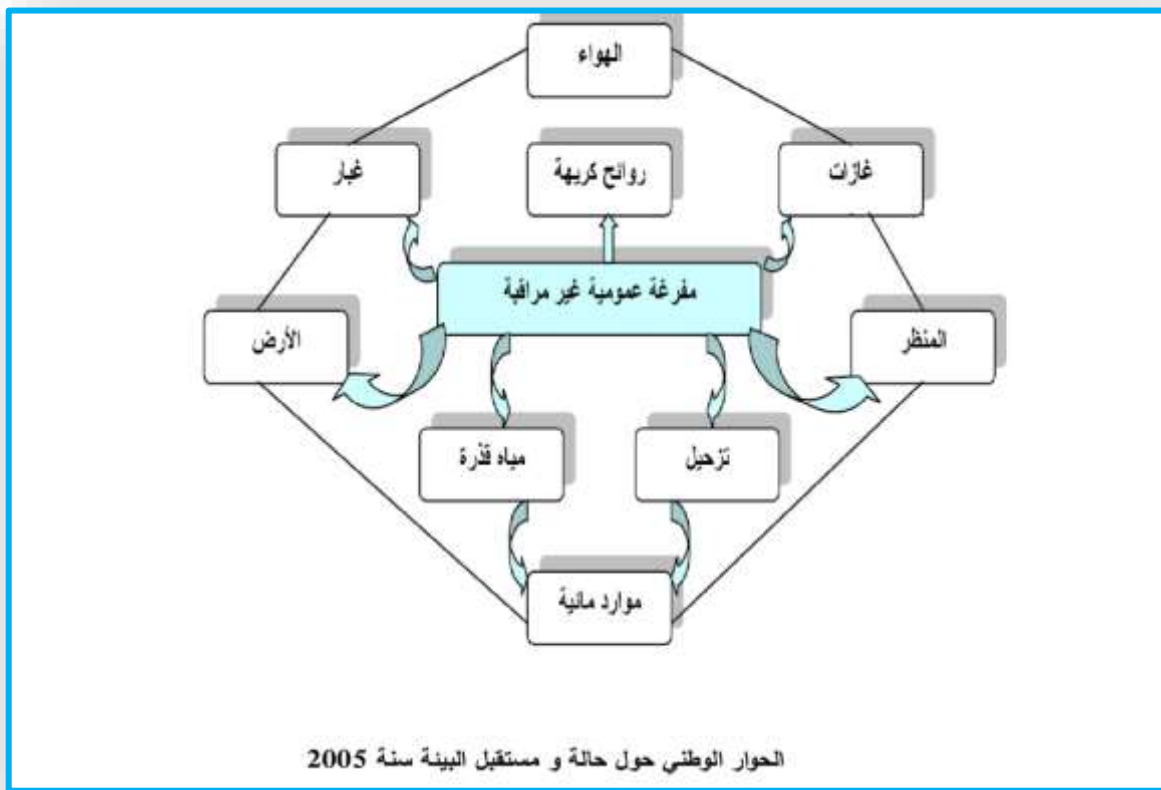 الهواء
غازات
روائح كريهة
غبار
مفرغة عمومية غير مراقبة
المنظر
الأرض
تزحيل
مياه قذرة
موارد مائية
الحوار الوطني حول حالة و مستقبل البيئة سنة 2005